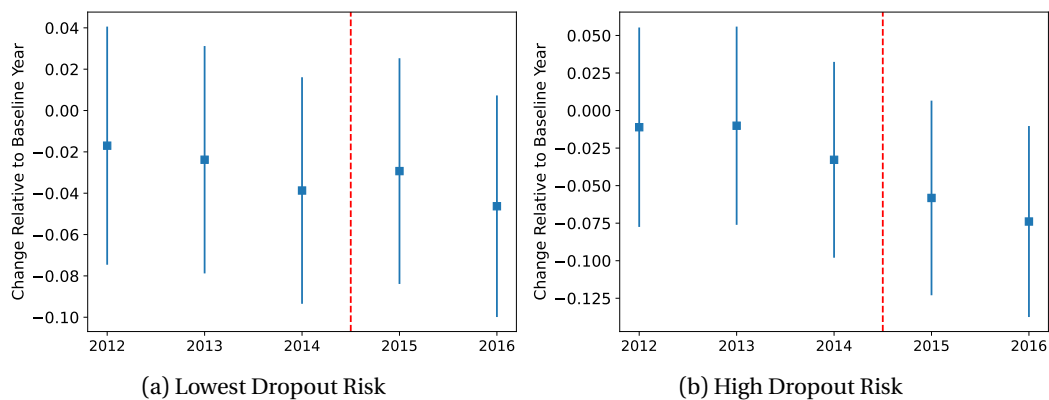 Change Relative to Baseline Year
0.04
0.02
0.00
−0.02
−0.04
−0.06
−0.08
−0.10
2012 2013 2014 2015 2016
(a) Lowest Dropout Risk
Change Relative to Baseline Year
0.050
0.025
0.000
−0.025
−0.050
−0.075
−0.100
−0.125
2012 2013 2014 2015 2016
(b) High Dropout Risk